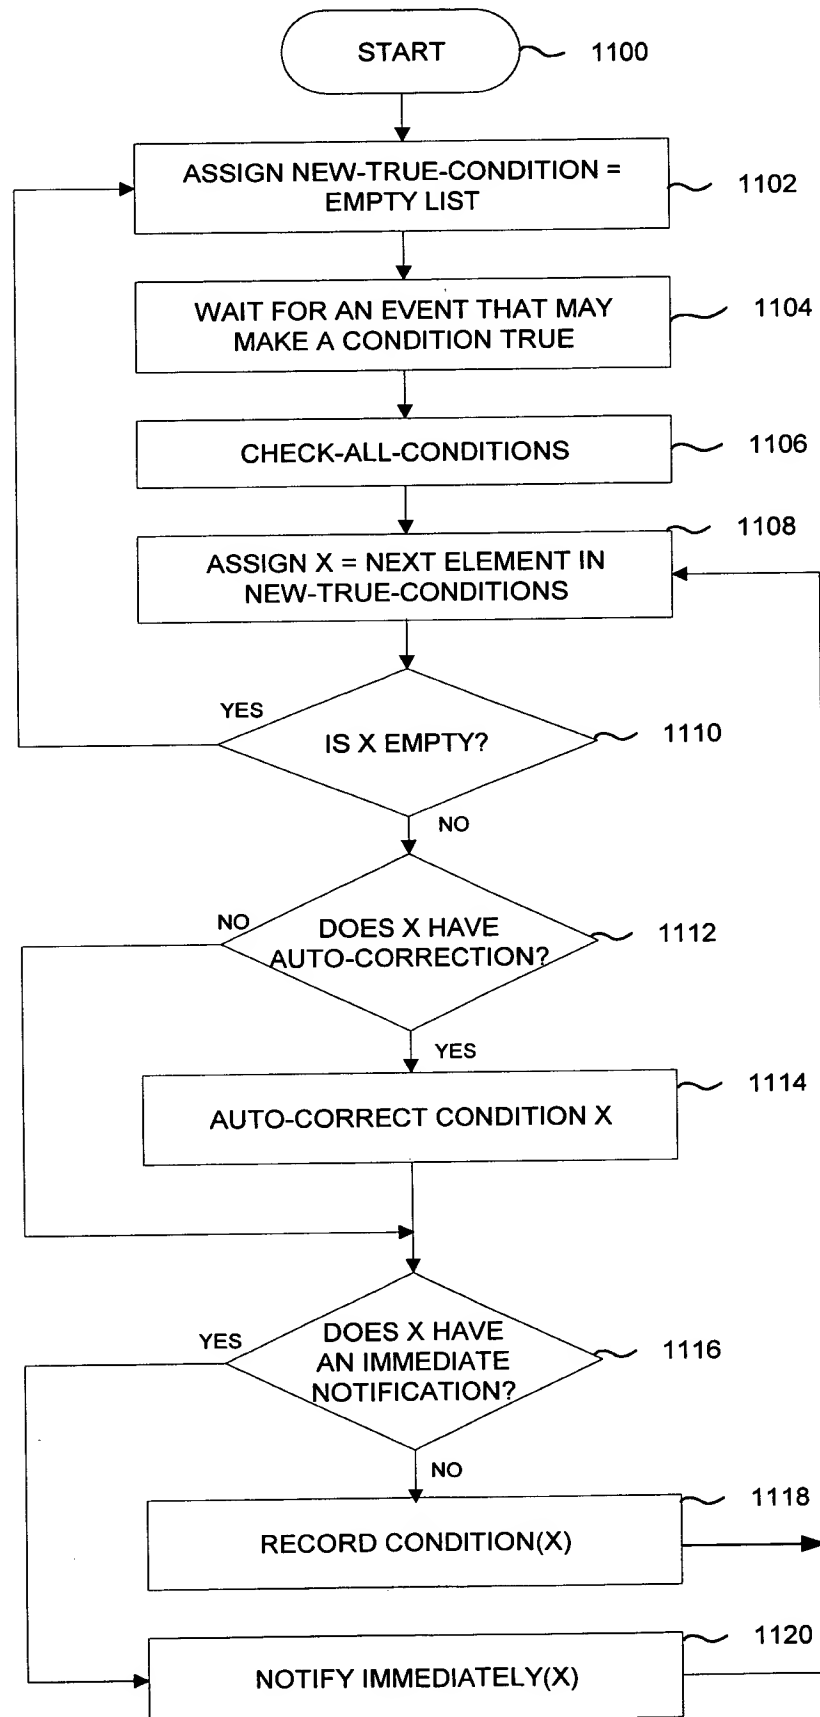 START
1100
ASSIGN NEW-TRUE-CONDITION =
EMPTY LIST
1102
WAIT FOR AN EVENT THAT MAY
MAKE A CONDITION TRUE
1104
CHECK-ALL-CONDITIONS
1106
1108
ASSIGN X = NEXT ELEMENT IN
NEW-TRUE-CONDITIONS
YES
IS X EMPTY?
1110
NO
NO
DOES X HAVE
AUTO-CORRECTION?
1112
YES
1114
AUTO-CORRECT CONDITION X
YES
DOES X HAVE
AN IMMEDIATE
NOTIFICATION?
1116
NO
1118
RECORD CONDITION(X)
1120
NOTIFY IMMEDIATELY(X)